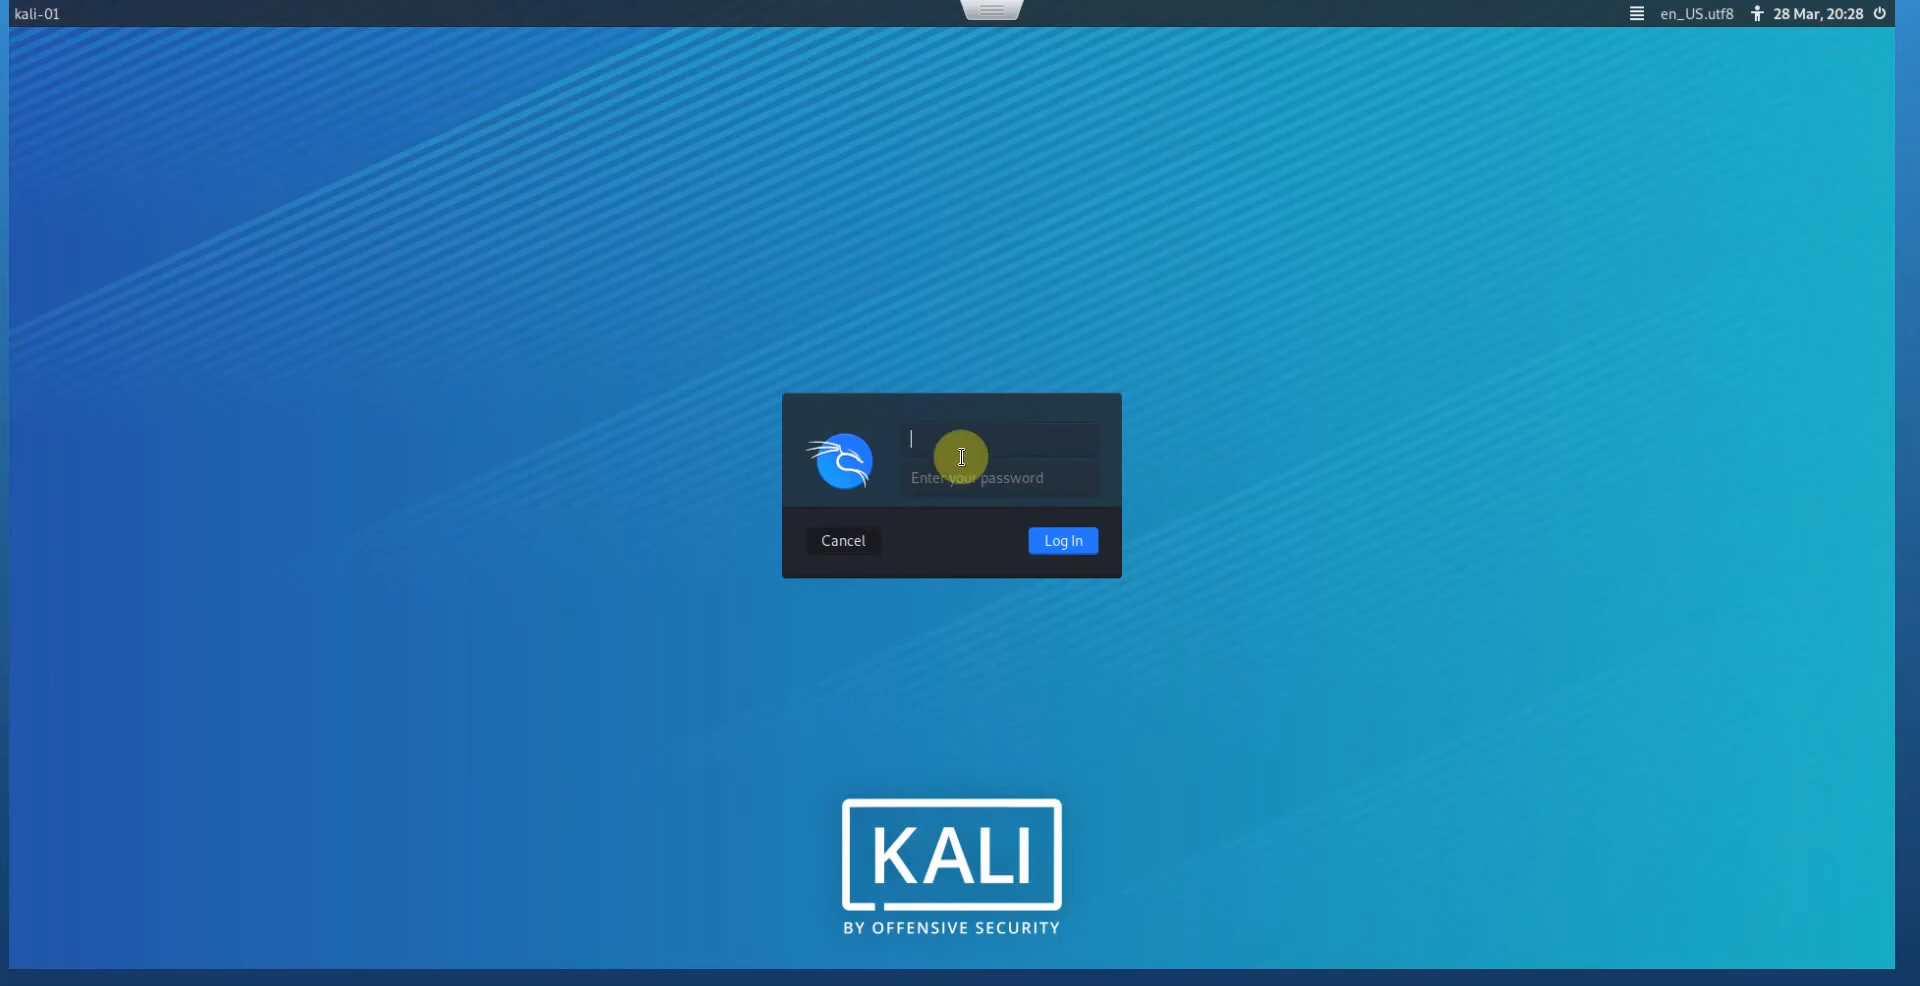 kali-01
en_US.utf8
28 Mar, 20:28
Enter your password
Cancel
Log In
KALI
BY OFFENSIVE SECURITY